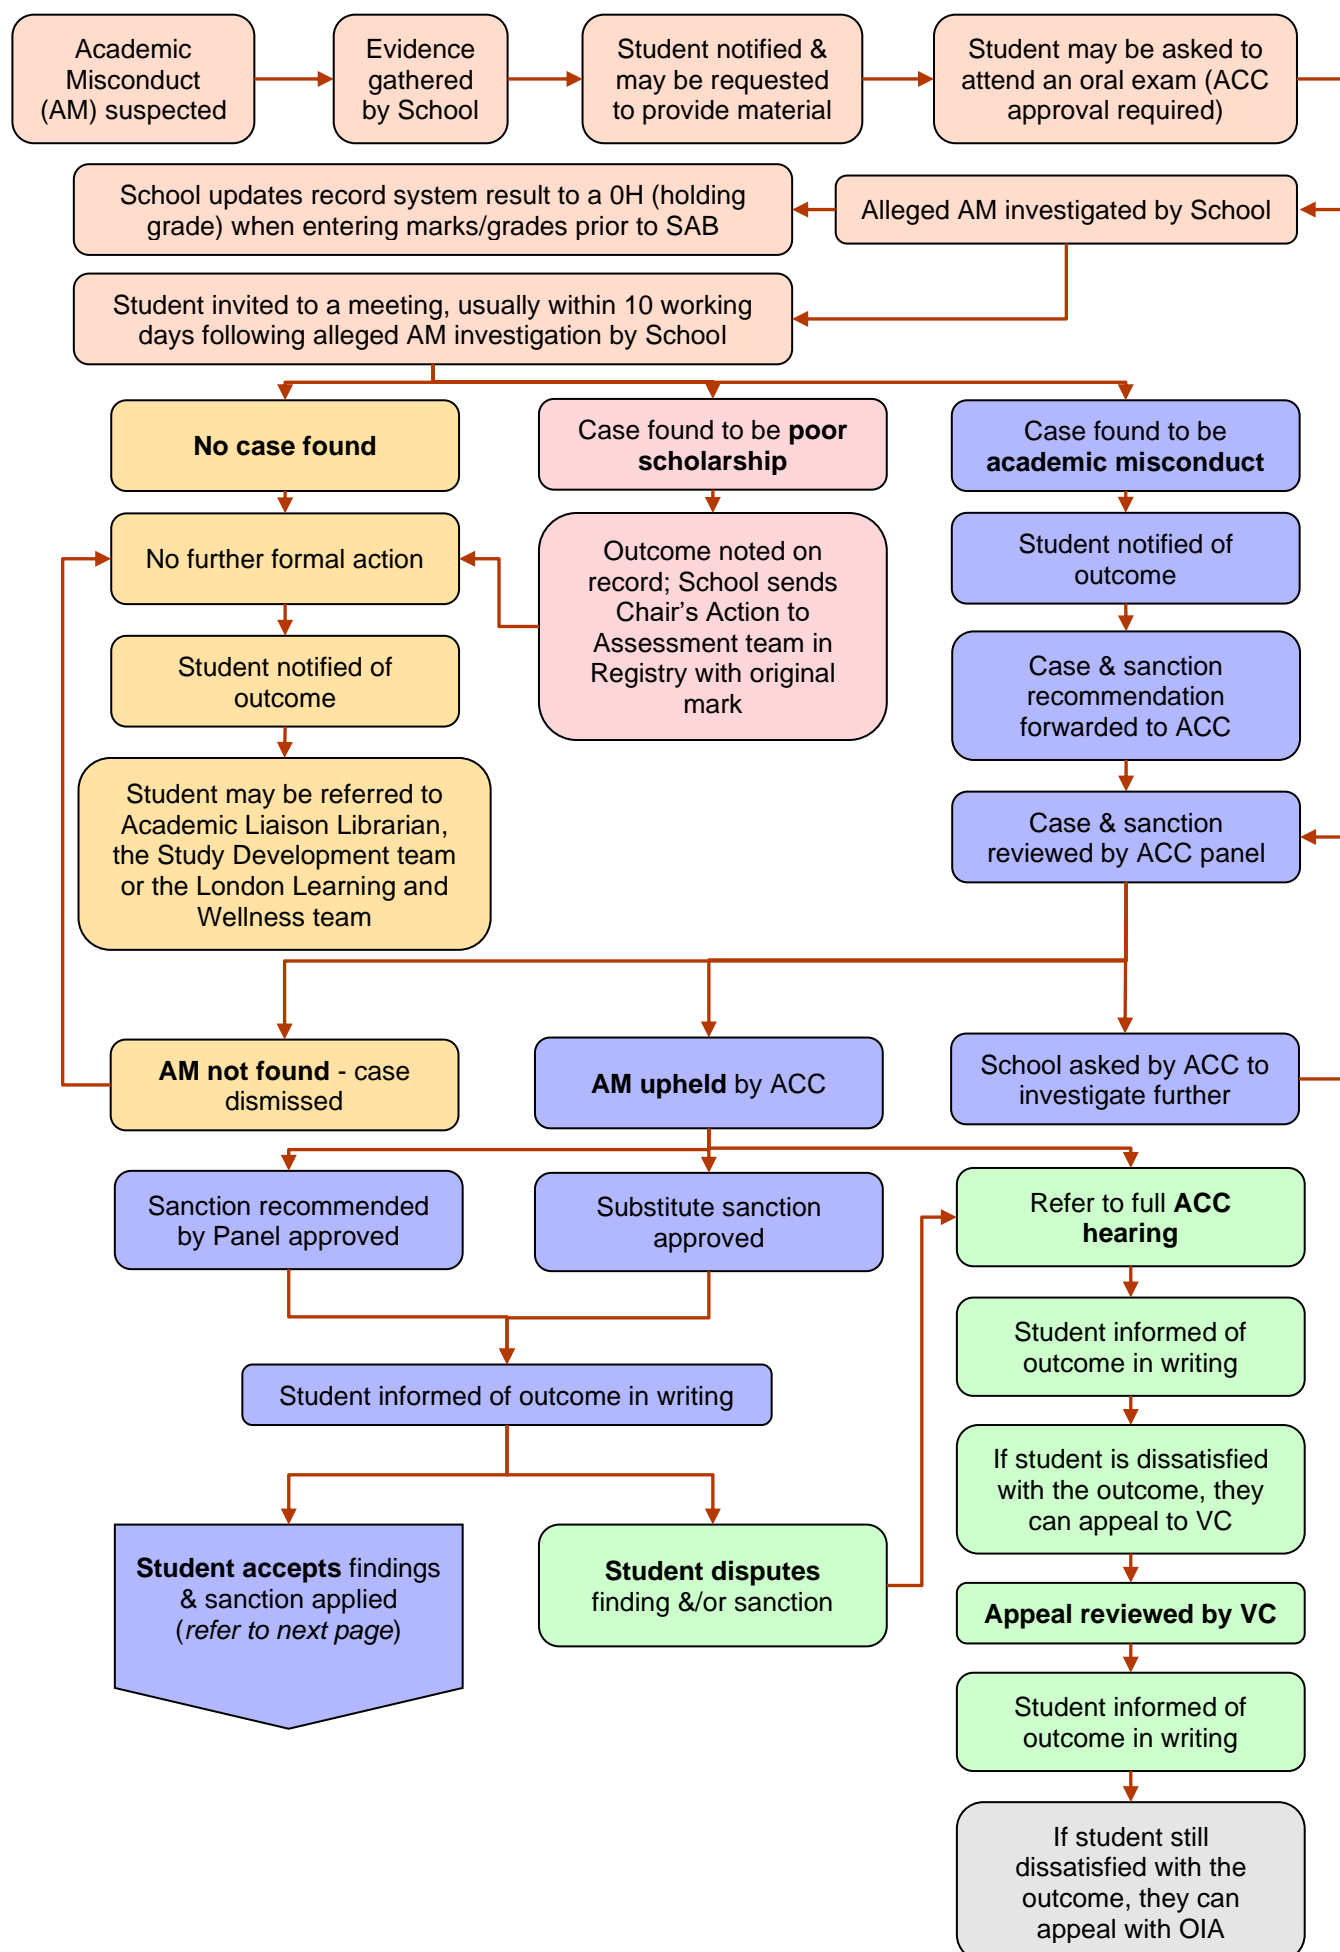 Academic
Misconduct
(AM) suspected
Evidence
gathered
by School
Student notified &
may be requested
to provide material
Student may be asked to
attend an oral exam (ACC
approval required)
School updates record system result to a 0H (holding
grade) when entering marks/grades prior to SAB
Alleged AM investigated by School
Student invited to a meeting, usually within 10 working
days following alleged AM investigation by School
No case found
Case found to be poor
scholarship
Case found to be
academic misconduct
No further formal action
Outcome noted on
record; School sends
Chair’s Action to
Assessment team in
Registry with original
mark
Student notified of
outcome
Student notified of
outcome
Case & sanction
recommendation
forwarded to ACC
Student may be referred to
Academic Liaison Librarian,
the Study Development team
or the London Learning and
Wellness team
Case & sanction
reviewed by ACC panel
AM not found - case
dismissed
AM upheld by ACC
School asked by ACC to
investigate further
Sanction recommended
by Panel approved
Substitute sanction
approved
Refer to full ACC
hearing
Student informed of
outcome in writing
Student informed of outcome in writing
If student is dissatisfied
with the outcome, they
can appeal to VC
Student accepts findings
& sanction applied
(refer to next page)
Student disputes
finding &/or sanction
Appeal reviewed by VC
Student informed of
outcome in writing
If student still
dissatisfied with the
outcome, they can
appeal with OIA